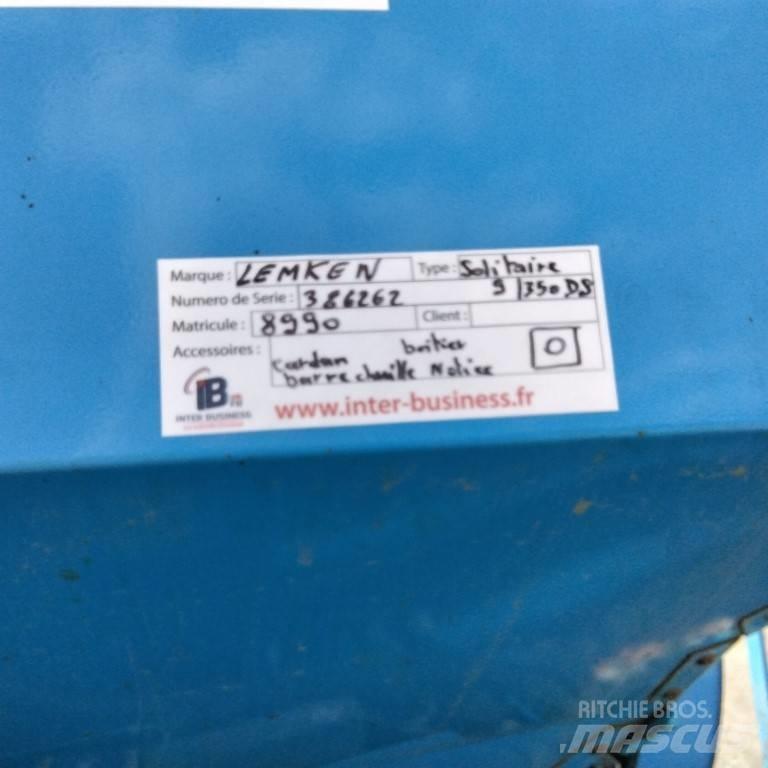 Marque : LEMKEN Type : Solitaire
Numero de Serie : 386262 9/350 DS
Matricule : 8990 Client :
Accessoires : boitier 0
cardan
barre cheville Notice
IB
INTER BUSINESS
www.inter-business.fr
RITCHIE BROS.
MASCUS